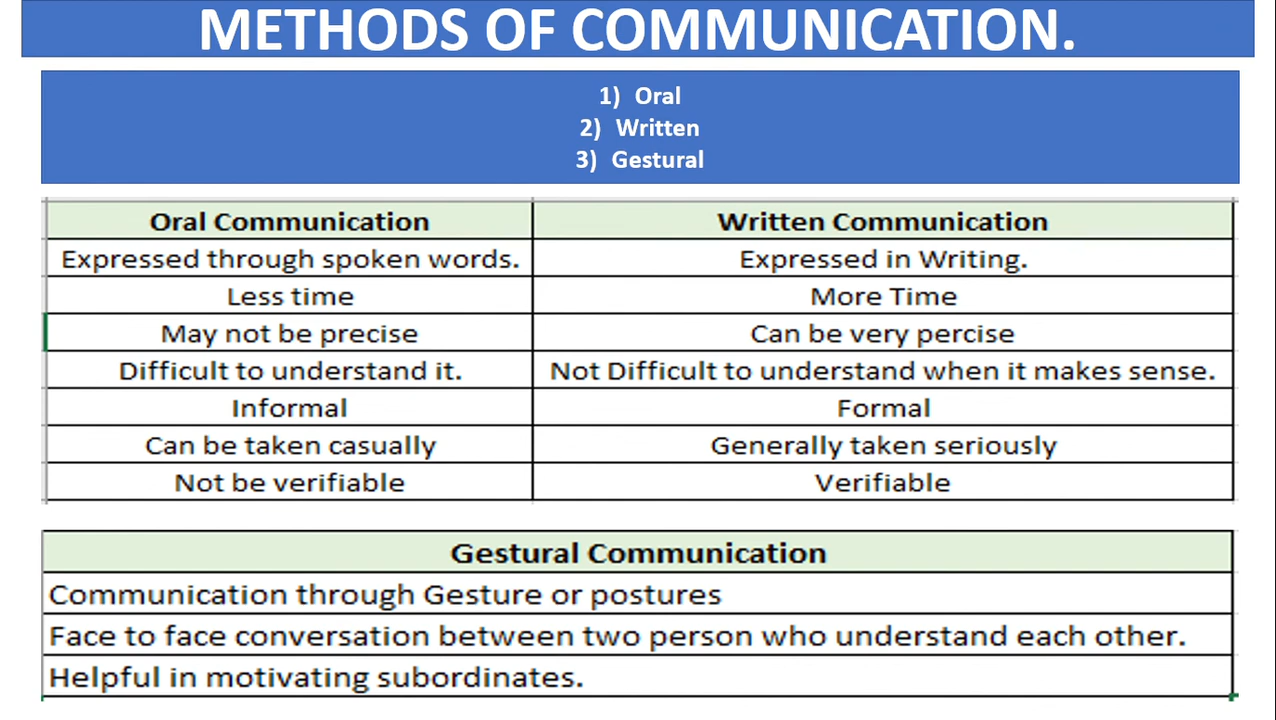 METHODS OF COMMUNICATION.
1) Oral
2) Written
3) Gestural
Oral Communication Written Communication
Expressed through spoken words. Expressed in Writing.
Less time More Time
May not be precise Can be very percise
Difficult to understand it. Not Difficult to understand when it makes sense.
Informal Formal
Can be taken casually Generally taken seriously
Not be verifiable Verifiable
Gestural Communication
Communication through Gesture or postures
Face to face conversation between two person who understand each other.
Helpful in motivating subordinates.